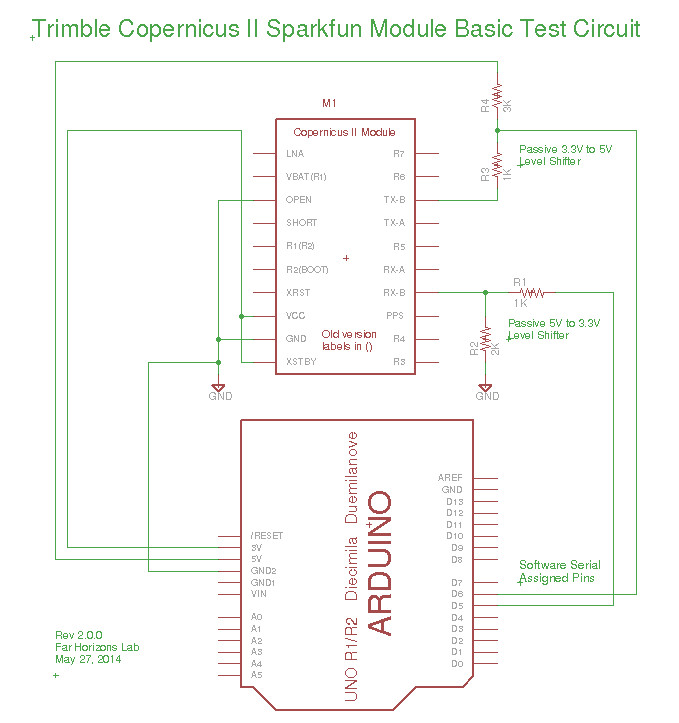 Trimble Copernicus II Sparkfun Module Basic Test Circuit
M1
Copernicus II Module
LNA
VBAT(R1)
OPEN
SHORT
R1(R2)
R2(BOOT)
XRST
VCC
GND
XSTBY
R7
R6
TX-B
TX-A
R5
RX-A
RX-B
PPS
R4
R3
Old version
labels in ()
R4
3K
R3
1K
Passive 3.3V to 5V
Level Shifter
R1
1K
Passive 5V to 3.3V
Level Shifter
R2
2K
GND
GND
/RESET
3V
5V
GND2
GND1
VIN
A0
A1
A2
A3
A4
A5
UNO R1/R2 Diecimila Duemilanove
ARDUINO
AREF
GND
D13
D12
D11
D10
D9
D8
D7
D6
D5
D4
D3
D2
D1
D0
Software Serial
Assigned Pins
Rev 2.0.0
Far Horizons Lab
May 27, 2014